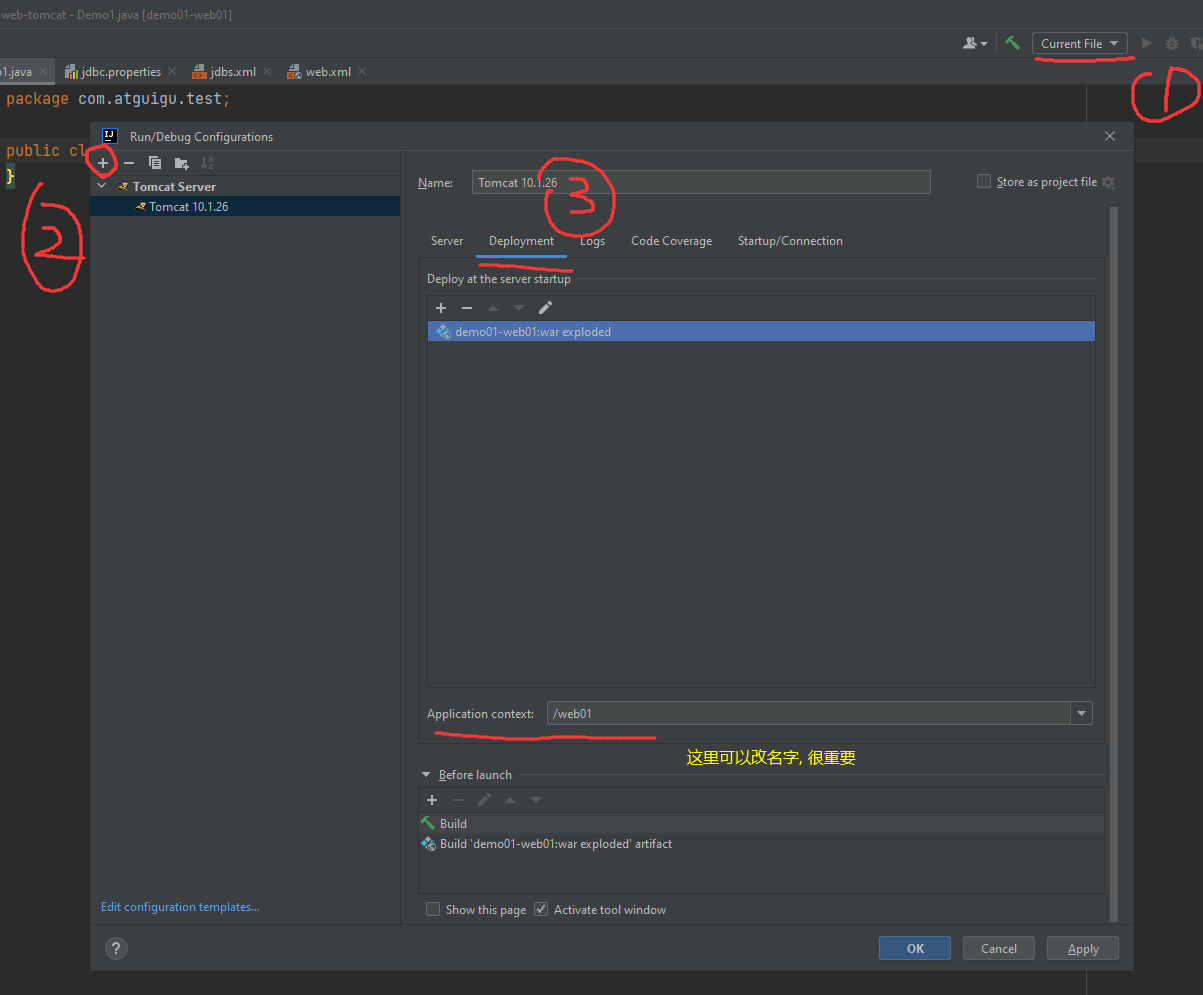 web-tomcat - Demo1.java [demo01-web01]
Current File
1.java
jdbc.properties
jdbs.xml
web.xml
package com.atguigu.test;
public cl
}
Run/Debug Configurations
Tomcat Server
Tomcat 10.1.26
Name:
Tomcat 10.1.26
Store as project file
Server
Deployment
Logs
Code Coverage
Startup/Connection
Deploy at the server startup
demo01-web01:war exploded
Application context:
/web01
这里可以改名字, 很重要
Before launch
Build
Build 'demo01-web01:war exploded' artifact
Show this page
Activate tool window
Edit configuration templates...
?
OK
Cancel
Apply
1
2
3